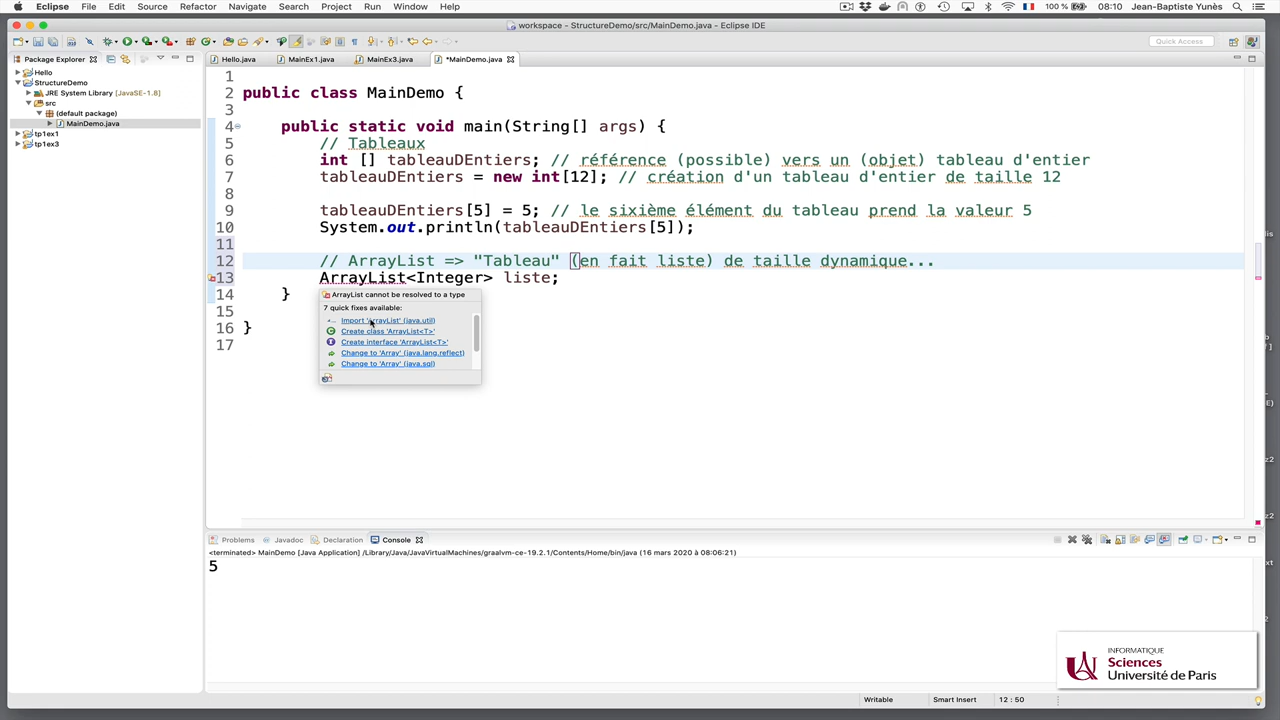 Eclipse File Edit Source Refactor Navigate Search Project Run Window Help
100 % 08:10 Jean-Baptiste Yunès
workspace - StructureDemo/src/MainDemo.java - Eclipse IDE
Quick Access
Package Explorer
Hello.java MainEx1.java MainEx3.java *MainDemo.java
Hello
StructureDemo
JRE System Library [JavaSE-1.8]
src
(default package)
MainDemo.java
tp1ex1
tp1ex3
1
2 public class MainDemo {
3
4 public static void main(String[] args) {
5 // Tableaux
6 int [] tableauDEntiers; // référence (possible) vers un (objet) tableau d'entier
7 tableauDEntiers = new int[12]; // création d'un tableau d'entier de taille 12
8
9 tableauDEntiers[5] = 5; // le sixième élément du tableau prend la valeur 5
10 System.out.println(tableauDEntiers[5]);
11
12 // ArrayList => "Tableau" (en fait liste) de taille dynamique...
13 ArrayList<Integer> liste;
14 }
15
16 }
17
ArrayList cannot be resolved to a type
7 quick fixes available:
Import 'ArrayList' (java.util)
Create class 'ArrayList<T>'
Create interface 'ArrayList<T>'
Change to 'Array' (java.lang.reflect)
Change to 'Array' (java.sql)
Problems Javadoc Declaration Console
<terminated> MainDemo [Java Application] /Library/Java/JavaVirtualMachines/graalvm-ce-19.2.1/Contents/Home/bin/java (16 mars 2020 à 08:06:21)
5
INFORMATIQUE
Sciences
Université de Paris
Writable Smart Insert 12 : 50